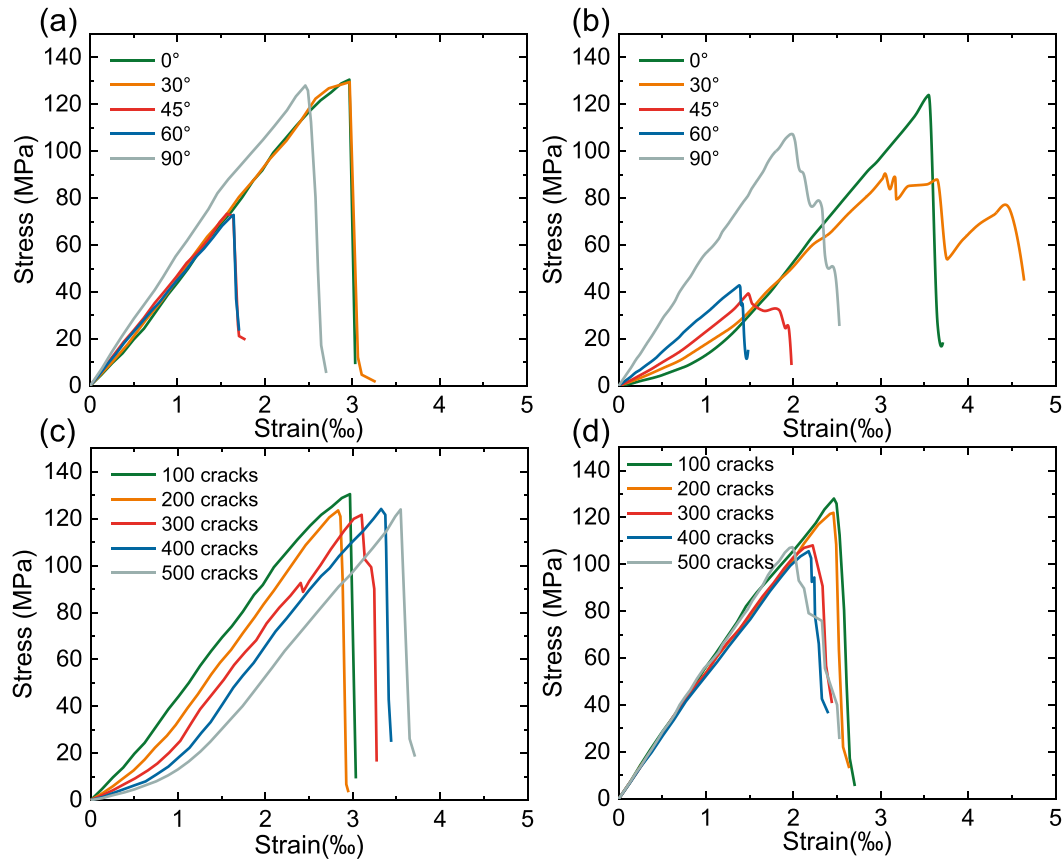 (a)
140
120
100
80
60
40
20
0
Stress (MPa)
0°
30°
45°
60°
90°
0 1 2 3 4 5
Strain(‰)
(b)
140
120
100
80
60
40
20
0
Stress (MPa)
0°
30°
45°
60°
90°
0 1 2 3 4 5
Strain(‰)
(c)
140
120
100
80
60
40
20
0
Stress (MPa)
100 cracks
200 cracks
300 cracks
400 cracks
500 cracks
0 1 2 3 4 5
Strain(‰)
(d)
140
120
100
80
60
40
20
0
Stress (MPa)
100 cracks
200 cracks
300 cracks
400 cracks
500 cracks
0 1 2 3 4 5
Strain(‰)